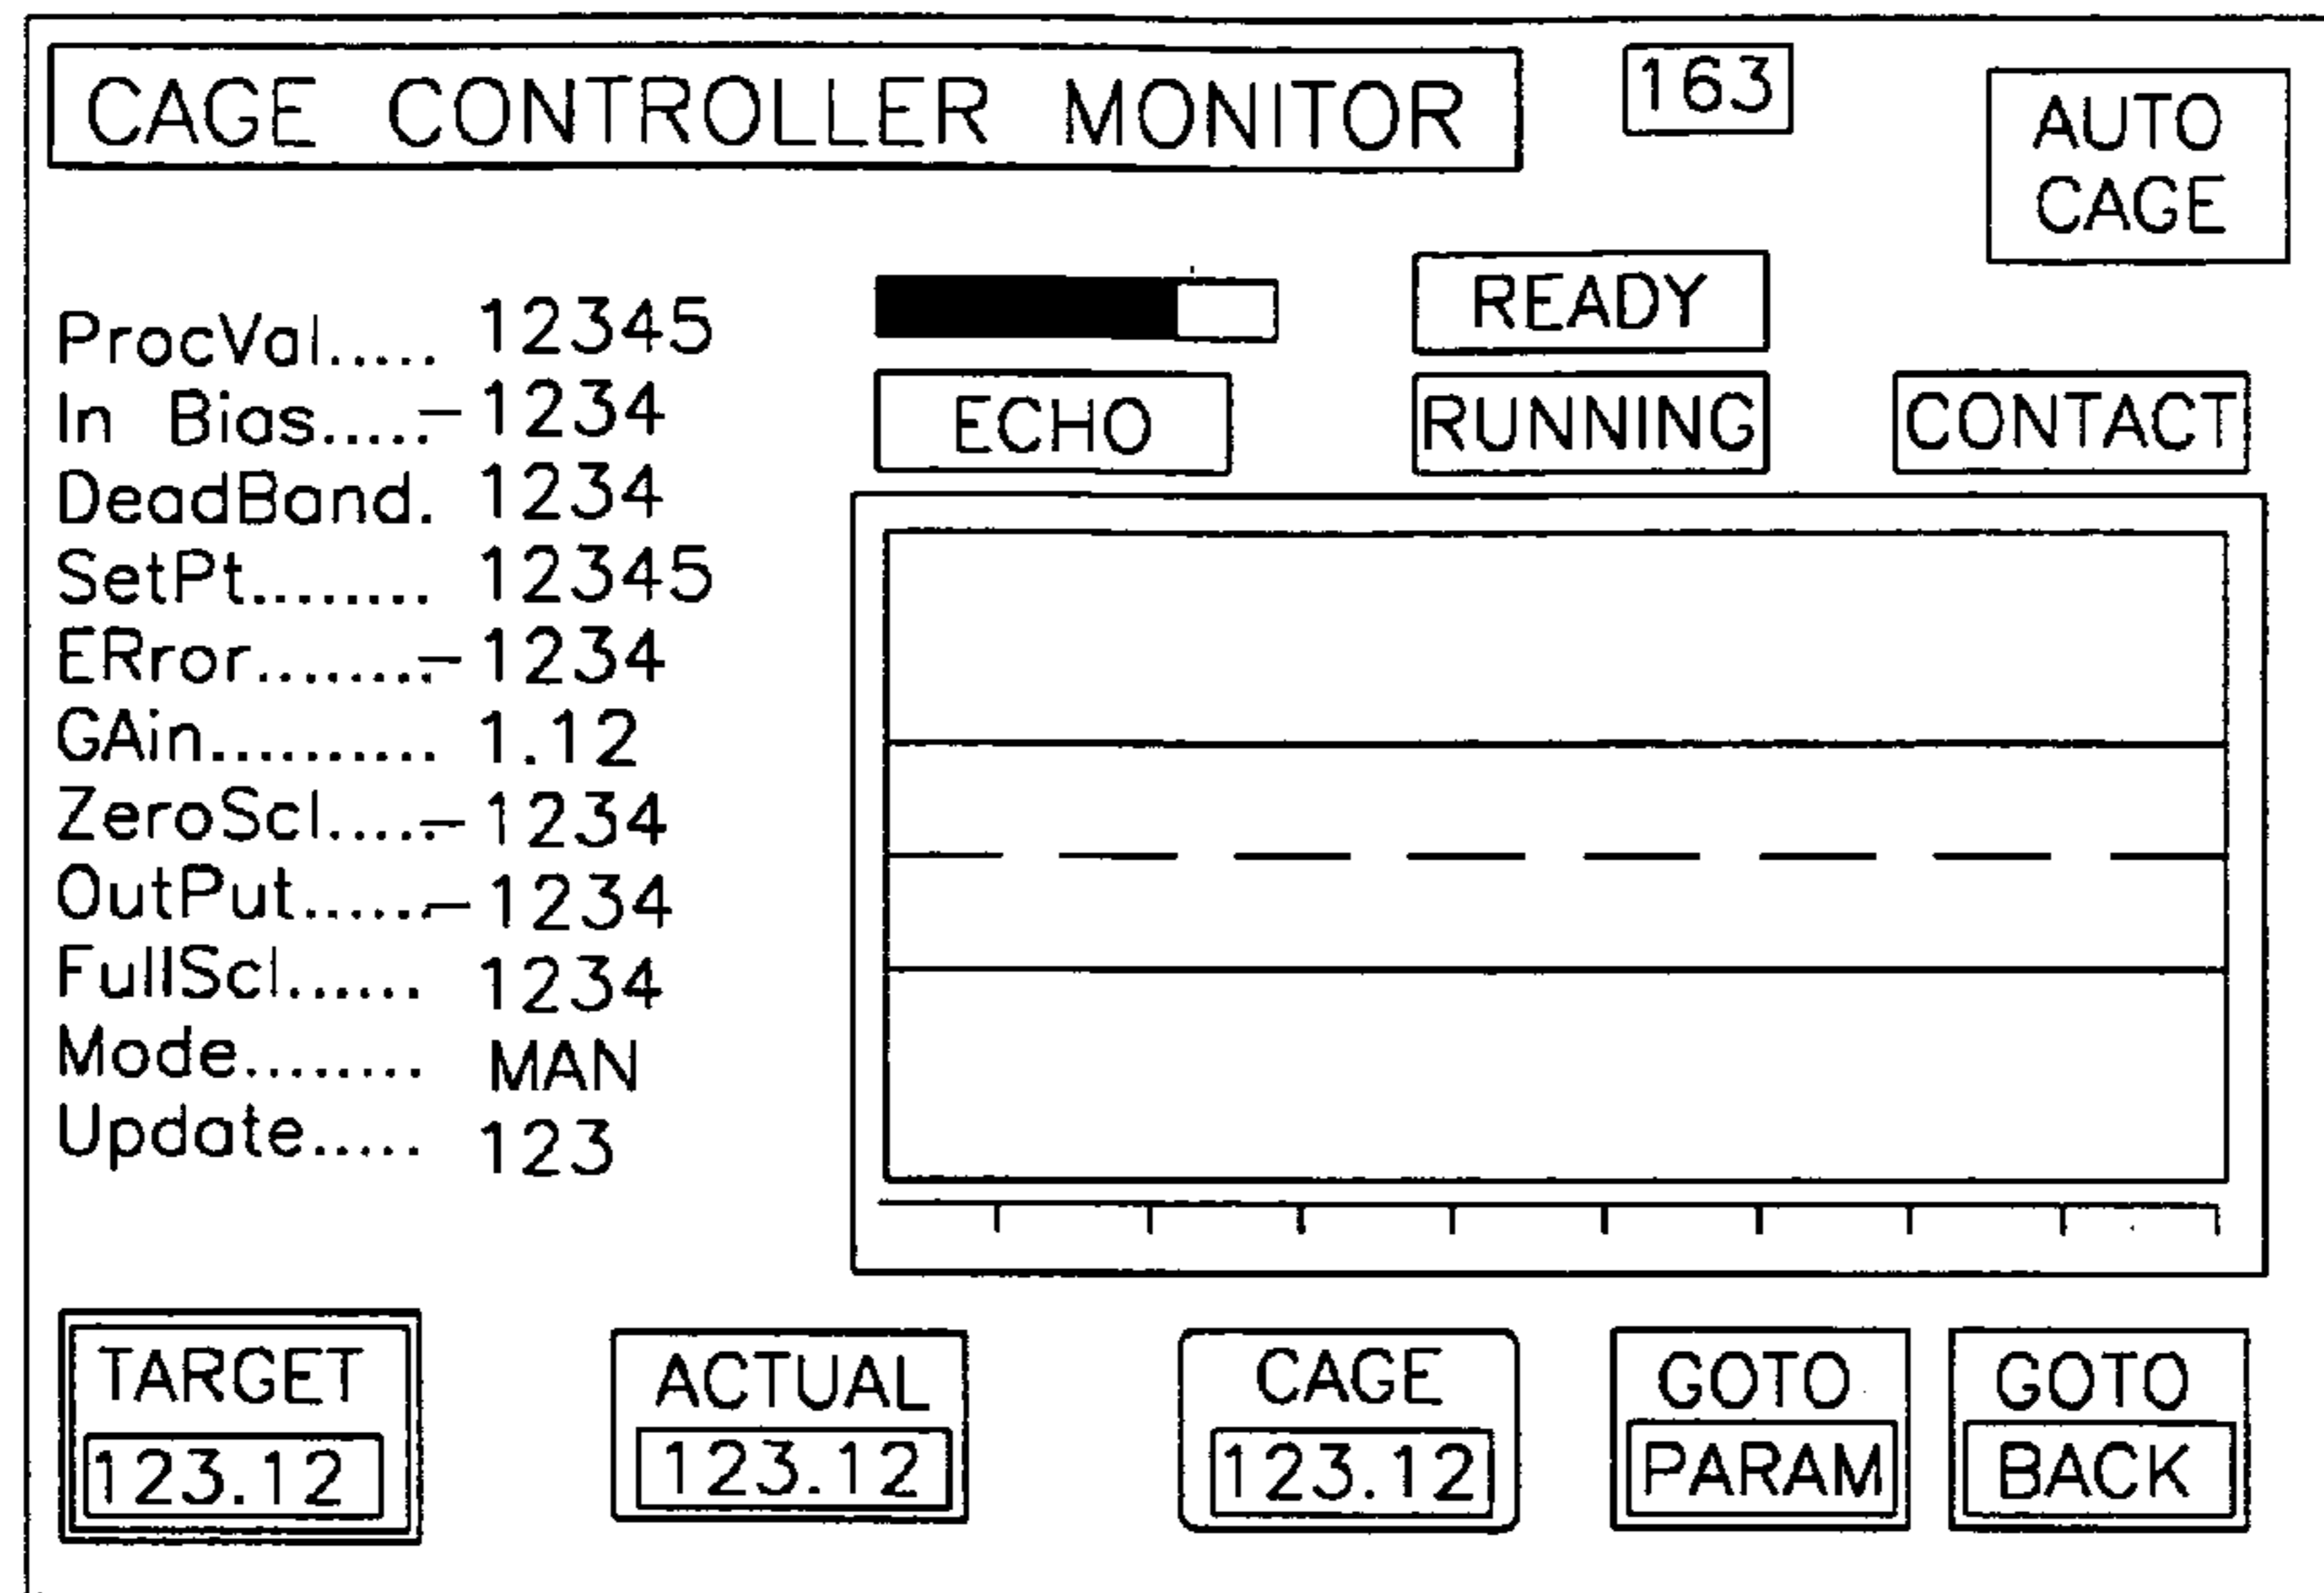 CAGE CONTROLLER MONITOR
163
AUTO
CAGE
READY
ProcVal..... 12345
In Bias.....-1234
ECHO
RUNNING
CONTACT
DeadBand. 1234
SetPt........ 12345
ERror........-1234
GAin.......... 1.12
ZeroScl.....-1234
OutPut......-1234
FullScl...... 1234
Mode........ MAN
Update..... 123
TARGET
123.12
ACTUAL
123.12
CAGE
123.12
GOTO
PARAM
GOTO
BACK